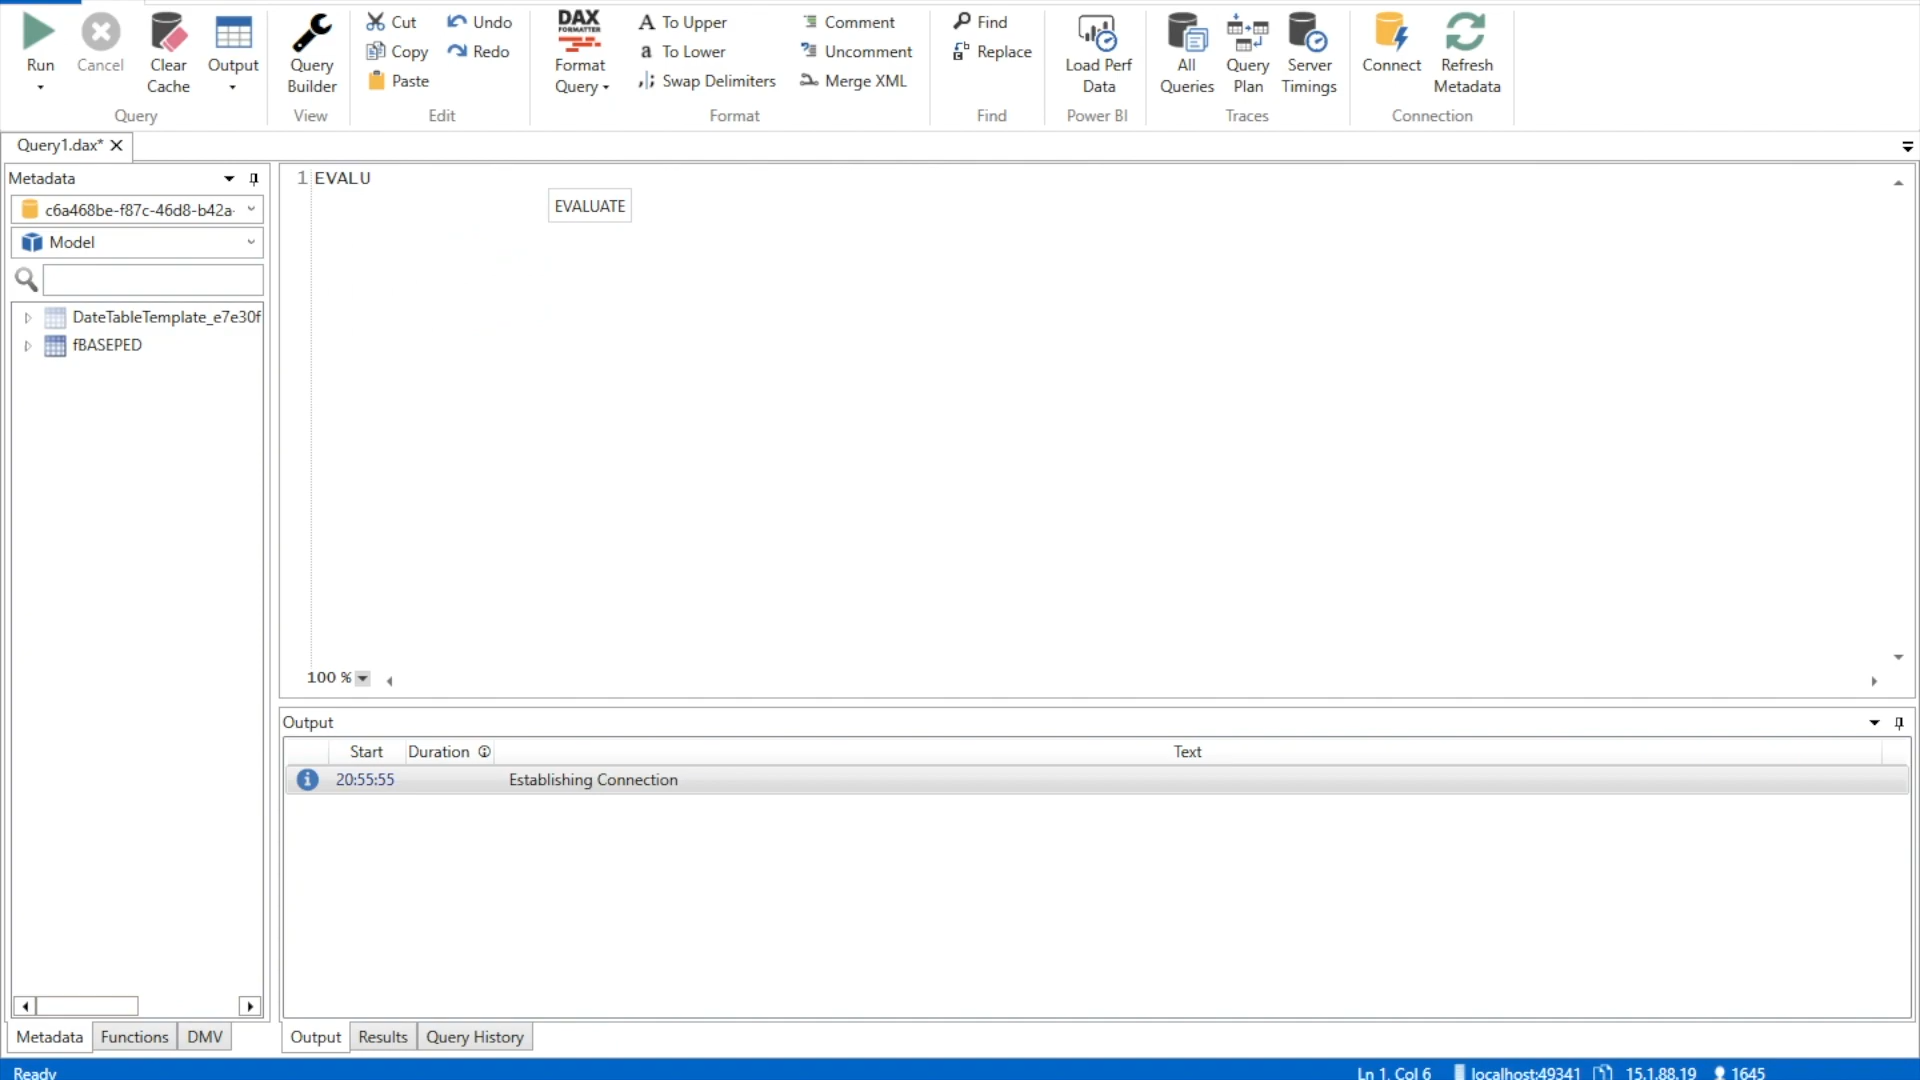 Run
Cancel
Clear
Cache
Output
Query
Query
Builder
View
Cut
Copy
Paste
Undo
Redo
Edit
DAX
FORMATTER
Format
Query
A To Upper
a To Lower
Swap Delimiters
Comment
Uncomment
Merge XML
Format
Find
Replace
Find
Load Perf
Data
Power BI
All
Queries
Query
Plan
Server
Timings
Traces
Connect
Refresh
Metadata
Connection
Query1.dax*
Metadata
c6a468be-f87c-46d8-b42a-
Model
DateTableTemplate_e7e30f
fBASEPED
1 EVALU
EVALUATE
100 %
Output
Start Duration Text
20:55:55 Establishing Connection
Metadata Functions DMV
Output Results Query History
Ready
Ln 1, Col 6 localhost:49341 15.1.88.19 1645